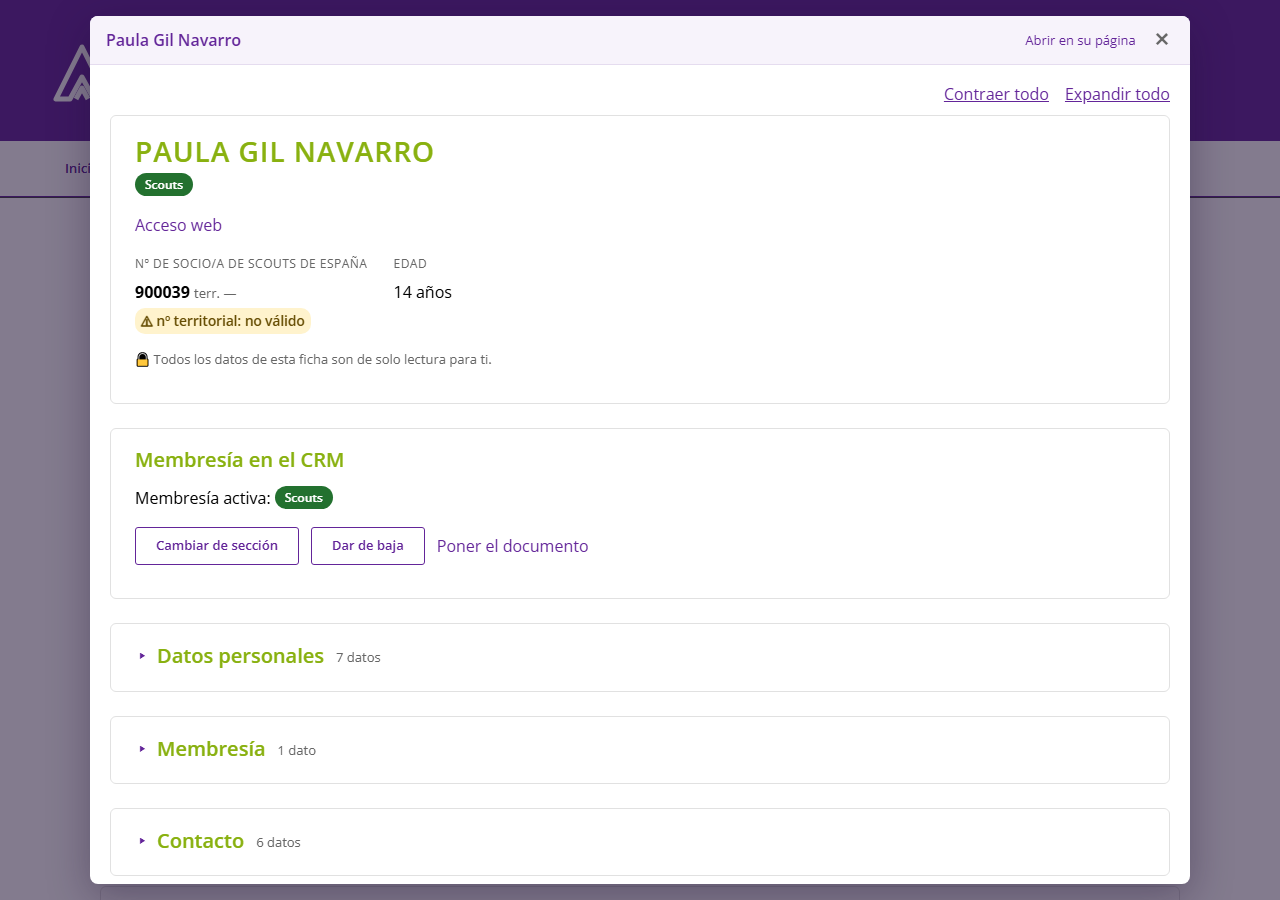 Paula Gil Navarro
Abrir en su página ✕
Inici
Contraer todo Expandir todo
PAULA GIL NAVARRO
Scouts
Acceso web
Nº DE SOCIO/A DE SCOUTS DE ESPAÑA EDAD
900039 terr. — 14 años
⚠ nº territorial: no válido
🔒 Todos los datos de esta ficha son de solo lectura para ti.
Membresía en el CRM
Membresía activa: Scouts
Cambiar de sección Dar de baja Poner el documento
▸ Datos personales 7 datos
▸ Membresía 1 dato
▸ Contacto 6 datos